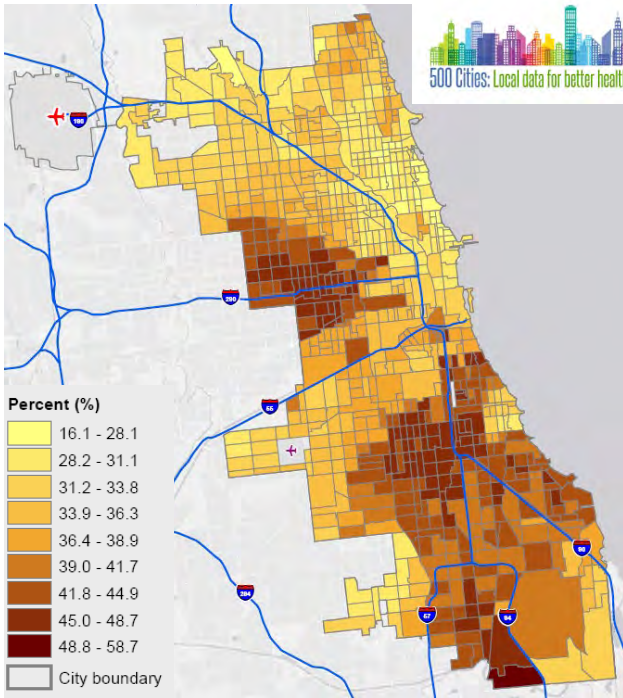 500 Cities: Local data for better healt
190
290
55
Percent (%)
16.1 - 28.1
28.2 - 31.1
31.2 - 33.8
33.9 - 36.3
36.4 - 38.9
39.0 - 41.7
41.8 - 44.9
45.0 - 48.7
48.8 - 58.7
City boundary
90
294
57
94